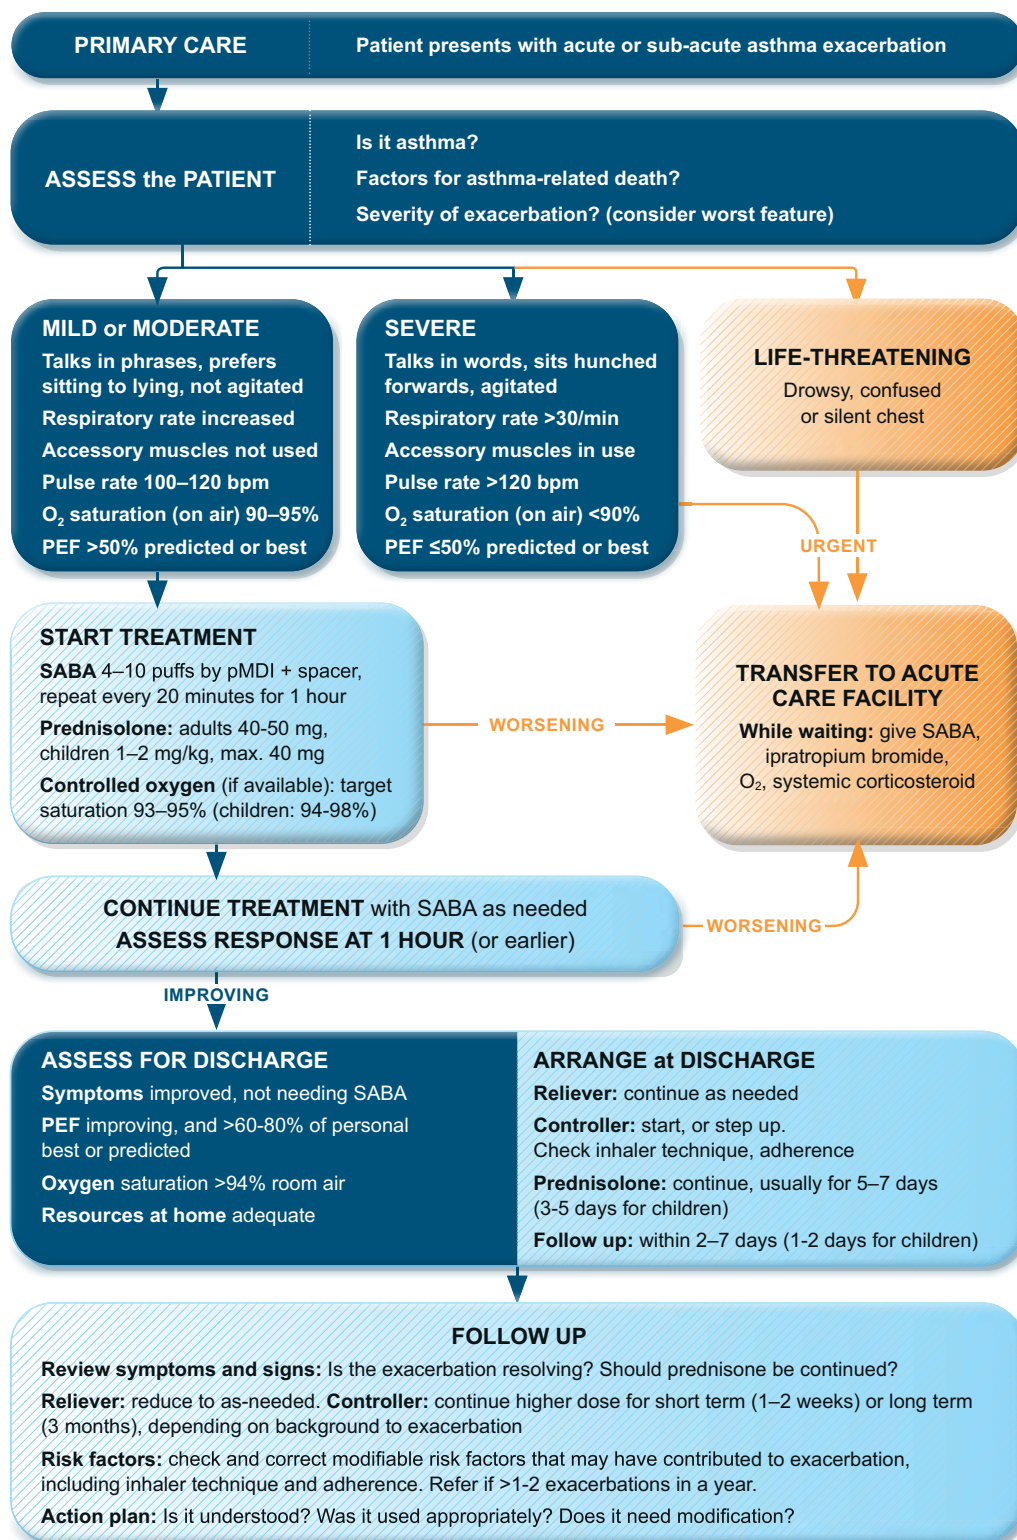 PRIMARY CARE
Patient presents with acute or sub-acute asthma exacerbation
ASSESS the PATIENT
Is it asthma?
Factors for asthma-related death?
Severity of exacerbation? (consider worst feature)
MILD or MODERATE
Talks in phrases, prefers
sitting to lying, not agitated
Respiratory rate increased
Accessory muscles not used
Pulse rate 100–120 bpm
O₂ saturation (on air) 90–95%
PEF >50% predicted or best
SEVERE
Talks in words, sits hunched
forwards, agitated
Respiratory rate >30/min
Accessory muscles in use
Pulse rate >120 bpm
O₂ saturation (on air) <90%
PEF ≤50% predicted or best
LIFE-THREATENING
Drowsy, confused
or silent chest
URGENT
START TREATMENT
SABA 4–10 puffs by pMDI + spacer,
repeat every 20 minutes for 1 hour
Prednisolone: adults 40-50 mg,
children 1–2 mg/kg, max. 40 mg
Controlled oxygen (if available): target
saturation 93–95% (children: 94-98%)
WORSENING
TRANSFER TO ACUTE
CARE FACILITY
While waiting: give SABA,
ipratropium bromide,
O₂, systemic corticosteroid
CONTINUE TREATMENT with SABA as needed
ASSESS RESPONSE AT 1 HOUR (or earlier)
WORSENING
IMPROVING
ASSESS FOR DISCHARGE
Symptoms improved, not needing SABA
PEF improving, and >60-80% of personal
best or predicted
Oxygen saturation >94% room air
Resources at home adequate
ARRANGE at DISCHARGE
Reliever: continue as needed
Controller: start, or step up.
Check inhaler technique, adherence
Prednisolone: continue, usually for 5–7 days
(3-5 days for children)
Follow up: within 2–7 days (1-2 days for children)
FOLLOW UP
Review symptoms and signs: Is the exacerbation resolving? Should prednisone be continued?
Reliever: reduce to as-needed. Controller: continue higher dose for short term (1–2 weeks) or long term
(3 months), depending on background to exacerbation
Risk factors: check and correct modifiable risk factors that may have contributed to exacerbation,
including inhaler technique and adherence. Refer if >1-2 exacerbations in a year.
Action plan: Is it understood? Was it used appropriately? Does it need modification?